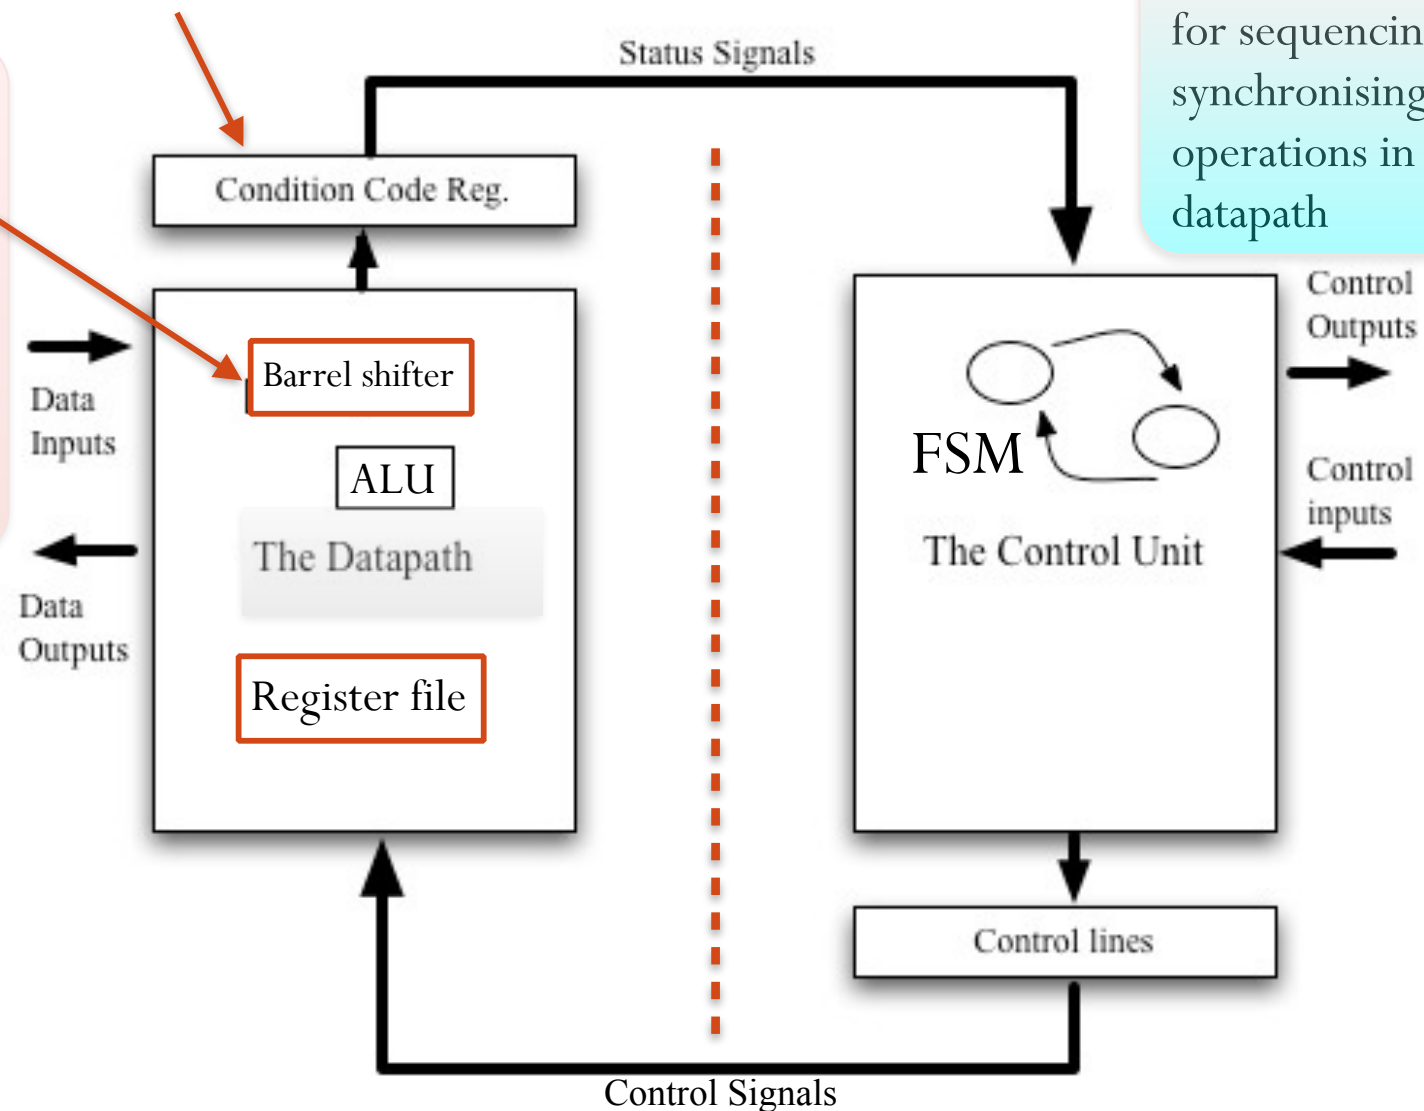 Status Signals
for sequencin
synchronising
operations in
datapath
Condition Code Reg.
Data
Inputs
Data
Outputs
Barrel shifter
ALU
The Datapath
Register file
FSM
The Control Unit
Control
Outputs
Control
inputs
Control lines
Control Signals